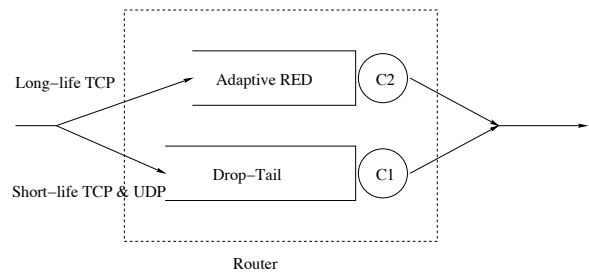 Long−life TCP
Adaptive RED
C2
Drop−Tail
C1
Short−life TCP & UDP
Router